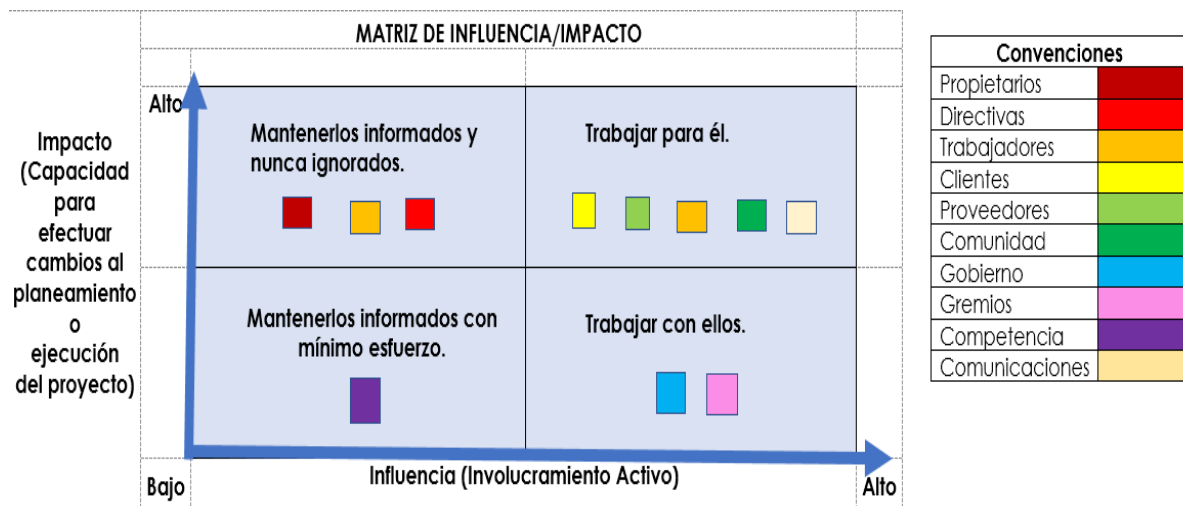 MATRIZ DE INFLUENCIA/IMPACTO
Alto
Impacto
(Capacidad
para
efectuar
cambios al
planeamiento
o
ejecución
del proyecto)
Mantenerlos informados y
nunca ignorados.
Trabajar para él.
Mantenerlos informados con
mínimo esfuerzo.
Trabajar con ellos.
Bajo
Influencia (Involucramiento Activo)
Alto
Convenciones
Propietarios
Directivas
Trabajadores
Clientes
Proveedores
Comunidad
Gobierno
Gremios
Competencia
Comunicaciones